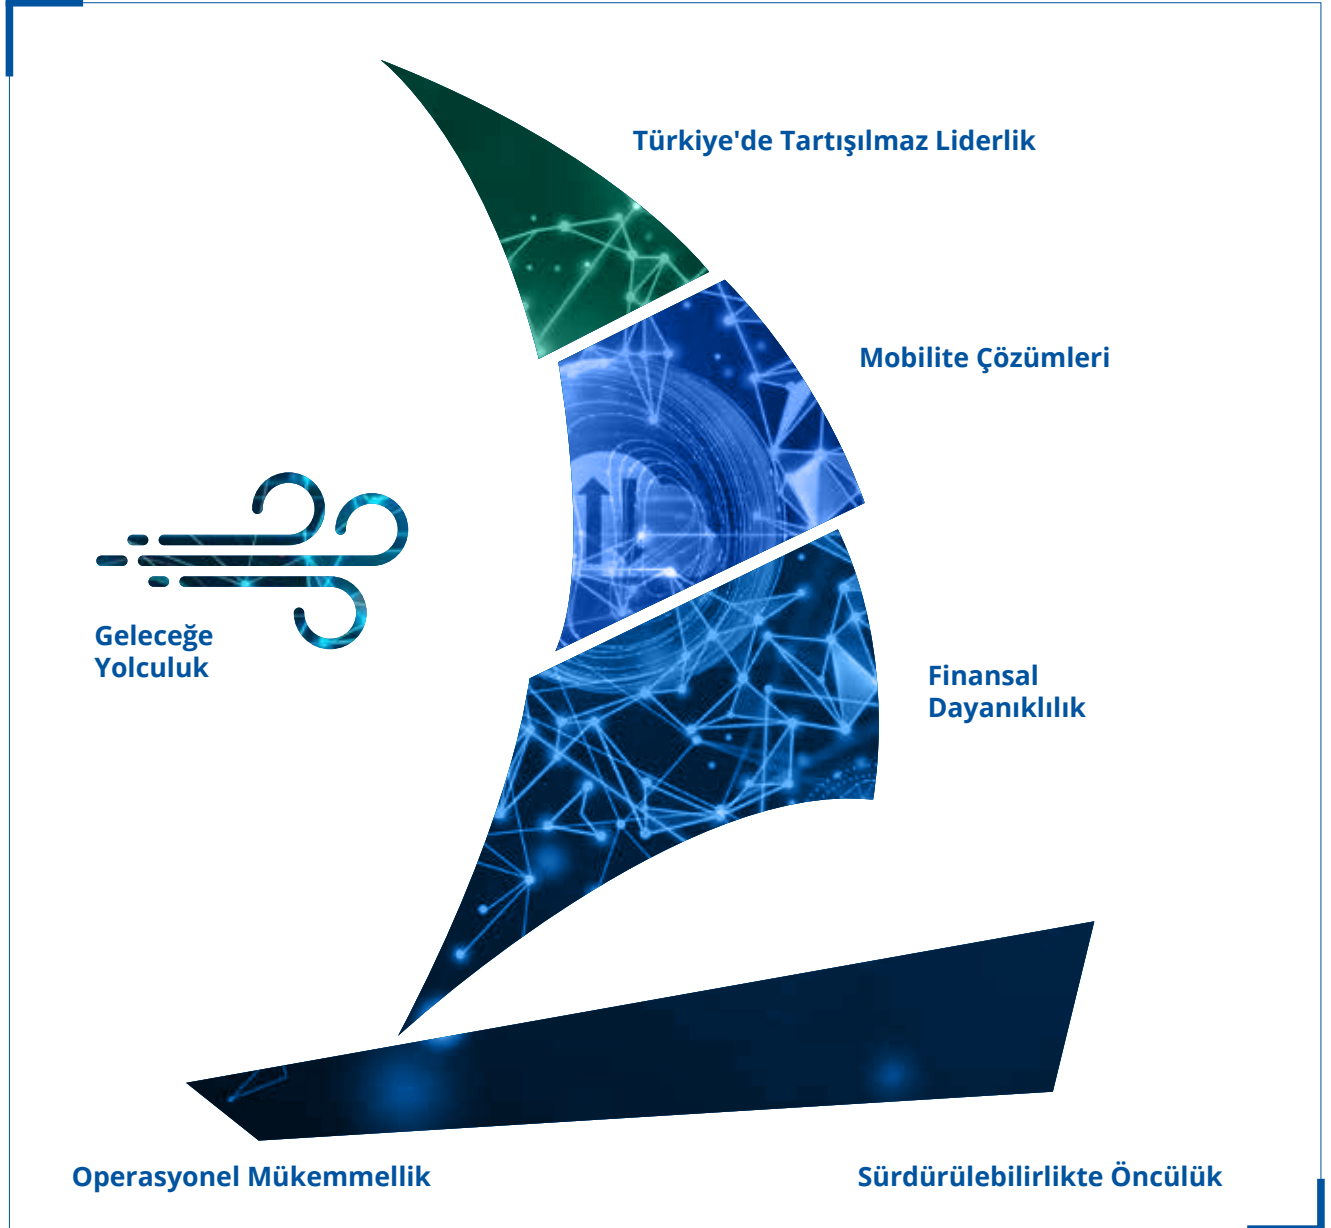 Türkiye'de Tartışılmaz Liderlik
Mobilite Çözümleri
Geleceğe
Yolculuk
Finansal
Dayanıklılık
Operasyonel Mükemmellik
Sürdürülebilirlikte Öncülük